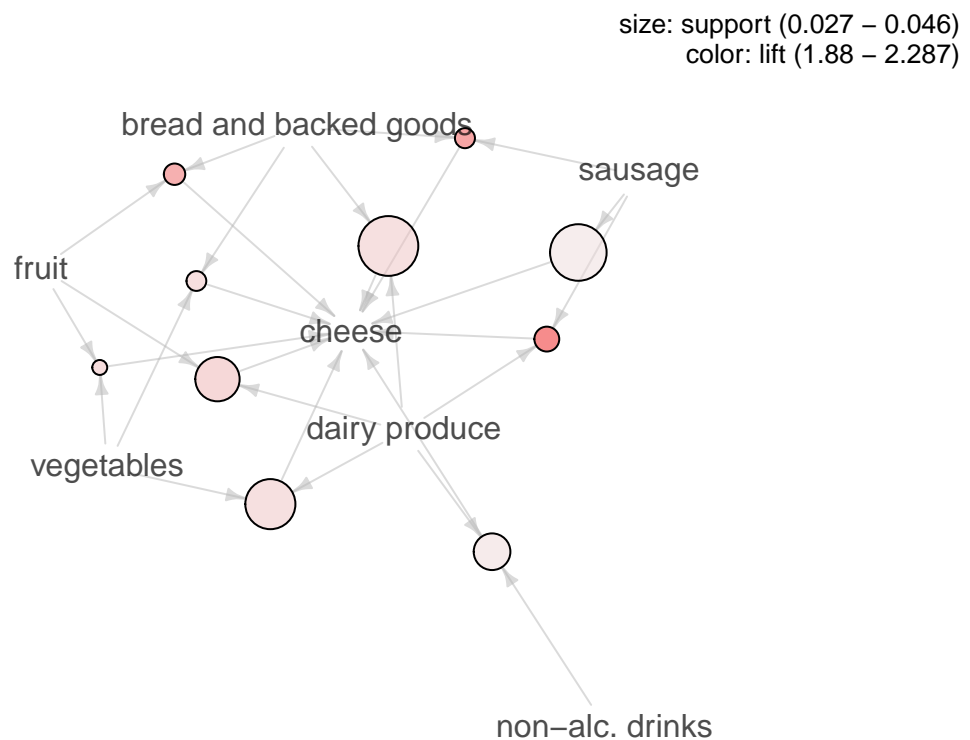 size: support (0.027 − 0.046)
color: lift (1.88 − 2.287)
bread and backed goods
sausage
fruit
cheese
dairy produce
vegetables
non−alc. drinks